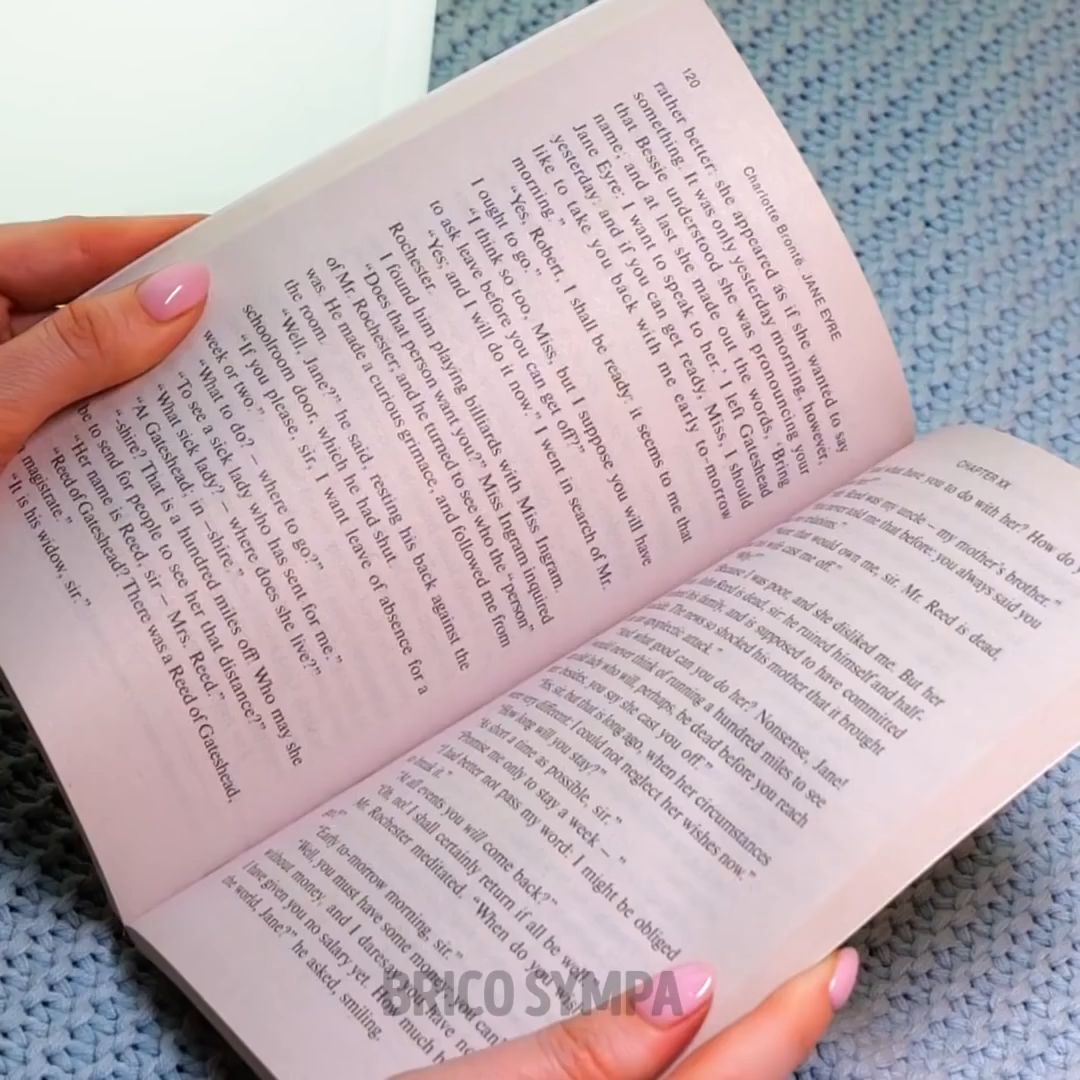 120
Charlotte Brontë. JANE EYRE
rather better: she appeared as if she wanted to say
something. It was only yesterday morning, however,
that Bessie understood she was pronouncing your
name; and at last she made out the words, ‘Bring
Jane Eyre: I want to speak to her.’ I left Gateshead
yesterday: and if you can get ready, Miss, I should
like to take you back with me early to-morrow
morning.”
“Yes, Robert, I shall be ready: it seems to me that
I ought to go.”
“I think so too, Miss, but I suppose you will have
to ask leave before you can get off?”
“Yes; and I will do it now.” I went in search of Mr.
Rochester.
I found him playing billiards with Miss Ingram.
“Does that person want you?” Miss Ingram inquired
of Mr. Rochester; and he turned to see who the “person”
was. He made a curious grimace, and followed me from
the room.
“Well, Jane?” he said, resting his back against the
schoolroom door, which he had shut.
“If you please, sir, I want leave of absence for a
week or two.”
“What to do? – where to go?”
“To see a sick lady who has sent for me.”
“What sick lady? – where does she live?”
“At Gateshead; in –shire.”
“-shire? That is a hundred miles off! Who may she
be to send for people to see her that distance?”
“Her name is Reed, sir – Mrs. Reed.”
“Reed of Gateshead? There was a Reed of Gateshead,
magistrate.”
“It is his widow, sir.”
CHAPTER XX
what have you to do with her? How do
Reed was my uncle – my mother’s brother.”
never told me that before: you always said you
that would own me, sir. Mr. Reed is dead,
wife cast me off.”
I was poor, and she disliked me. But her
Reed is dead, sir: he ruined himself and half-
his family, and is supposed to have committed
The news so shocked his mother that it brought
apoplectic attack.”
what good can you do her? Nonsense, Jane!
never think of running a hundred miles to see
lady who will, perhaps, be dead before you reach
besides, you say she cast you off.”
sir, but that is long ago, when her circumstances
were very different: I could not neglect her wishes now.”
“How long will you stay?”
“As short a time as possible, sir.”
“Promise me only to stay a week – ”
“I had better not pass my word: I might be obliged
to break it.”
“At all events you will come back?”
“Oh, no! I shall certainly return if all be
Mr. Rochester meditated. “When do
“Early to-morrow morning, sir.”
“Well, you must have some
without money, and I
have given you no salary yet. much
the world, Jane?” he asked, smiling.
BRICO SYMPA